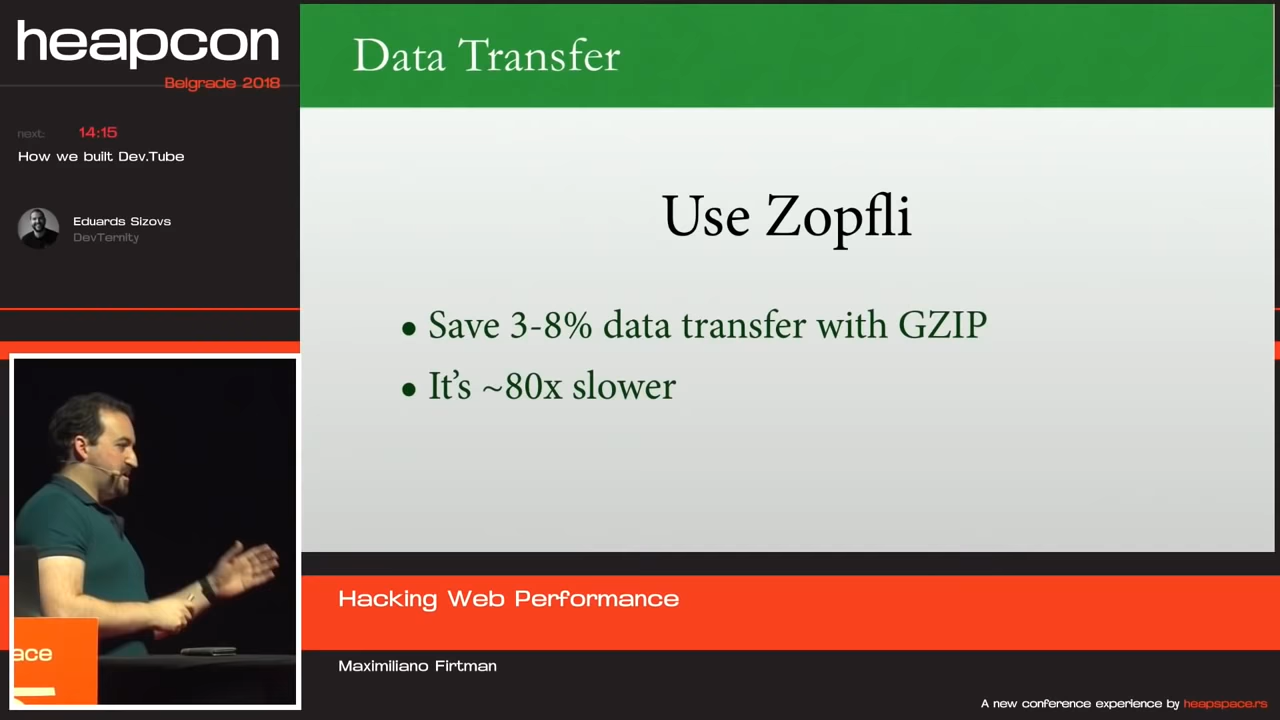 heapcon
Belgrade 2018
next: 14:15
How we built Dev.Tube
Eduards Sizovs
DevTernity
Data Transfer
Use Zopfli
• Save 3-8% data transfer with GZIP
• It's ~80x slower
ace
Hacking Web Performance
Maximiliano Firtman
A new conference experience by heapspace.rs